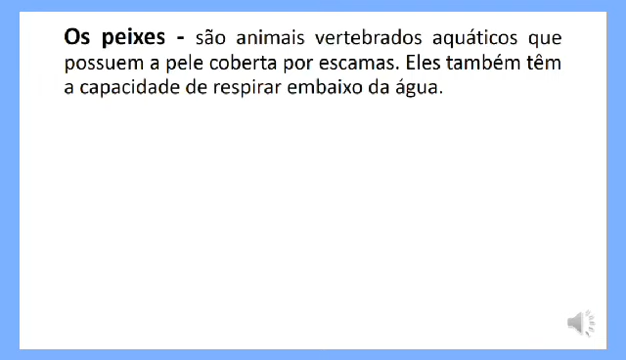 Os peixes - são animais vertebrados aquáticos que
possuem a pele coberta por escamas. Eles também têm
a capacidade de respirar embaixo da água.